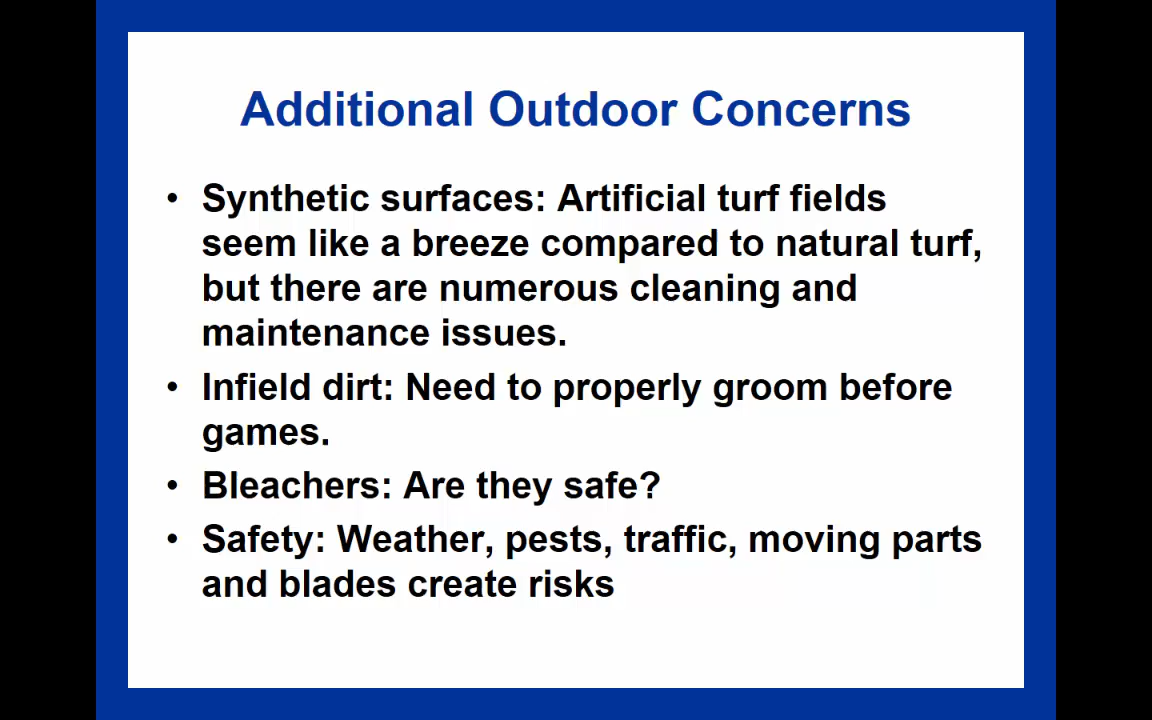 Additional Outdoor Concerns
• Synthetic surfaces: Artificial turf fields
seem like a breeze compared to natural turf,
but there are numerous cleaning and
maintenance issues.
• Infield dirt: Need to properly groom before
games.
• Bleachers: Are they safe?
• Safety: Weather, pests, traffic, moving parts
and blades create risks